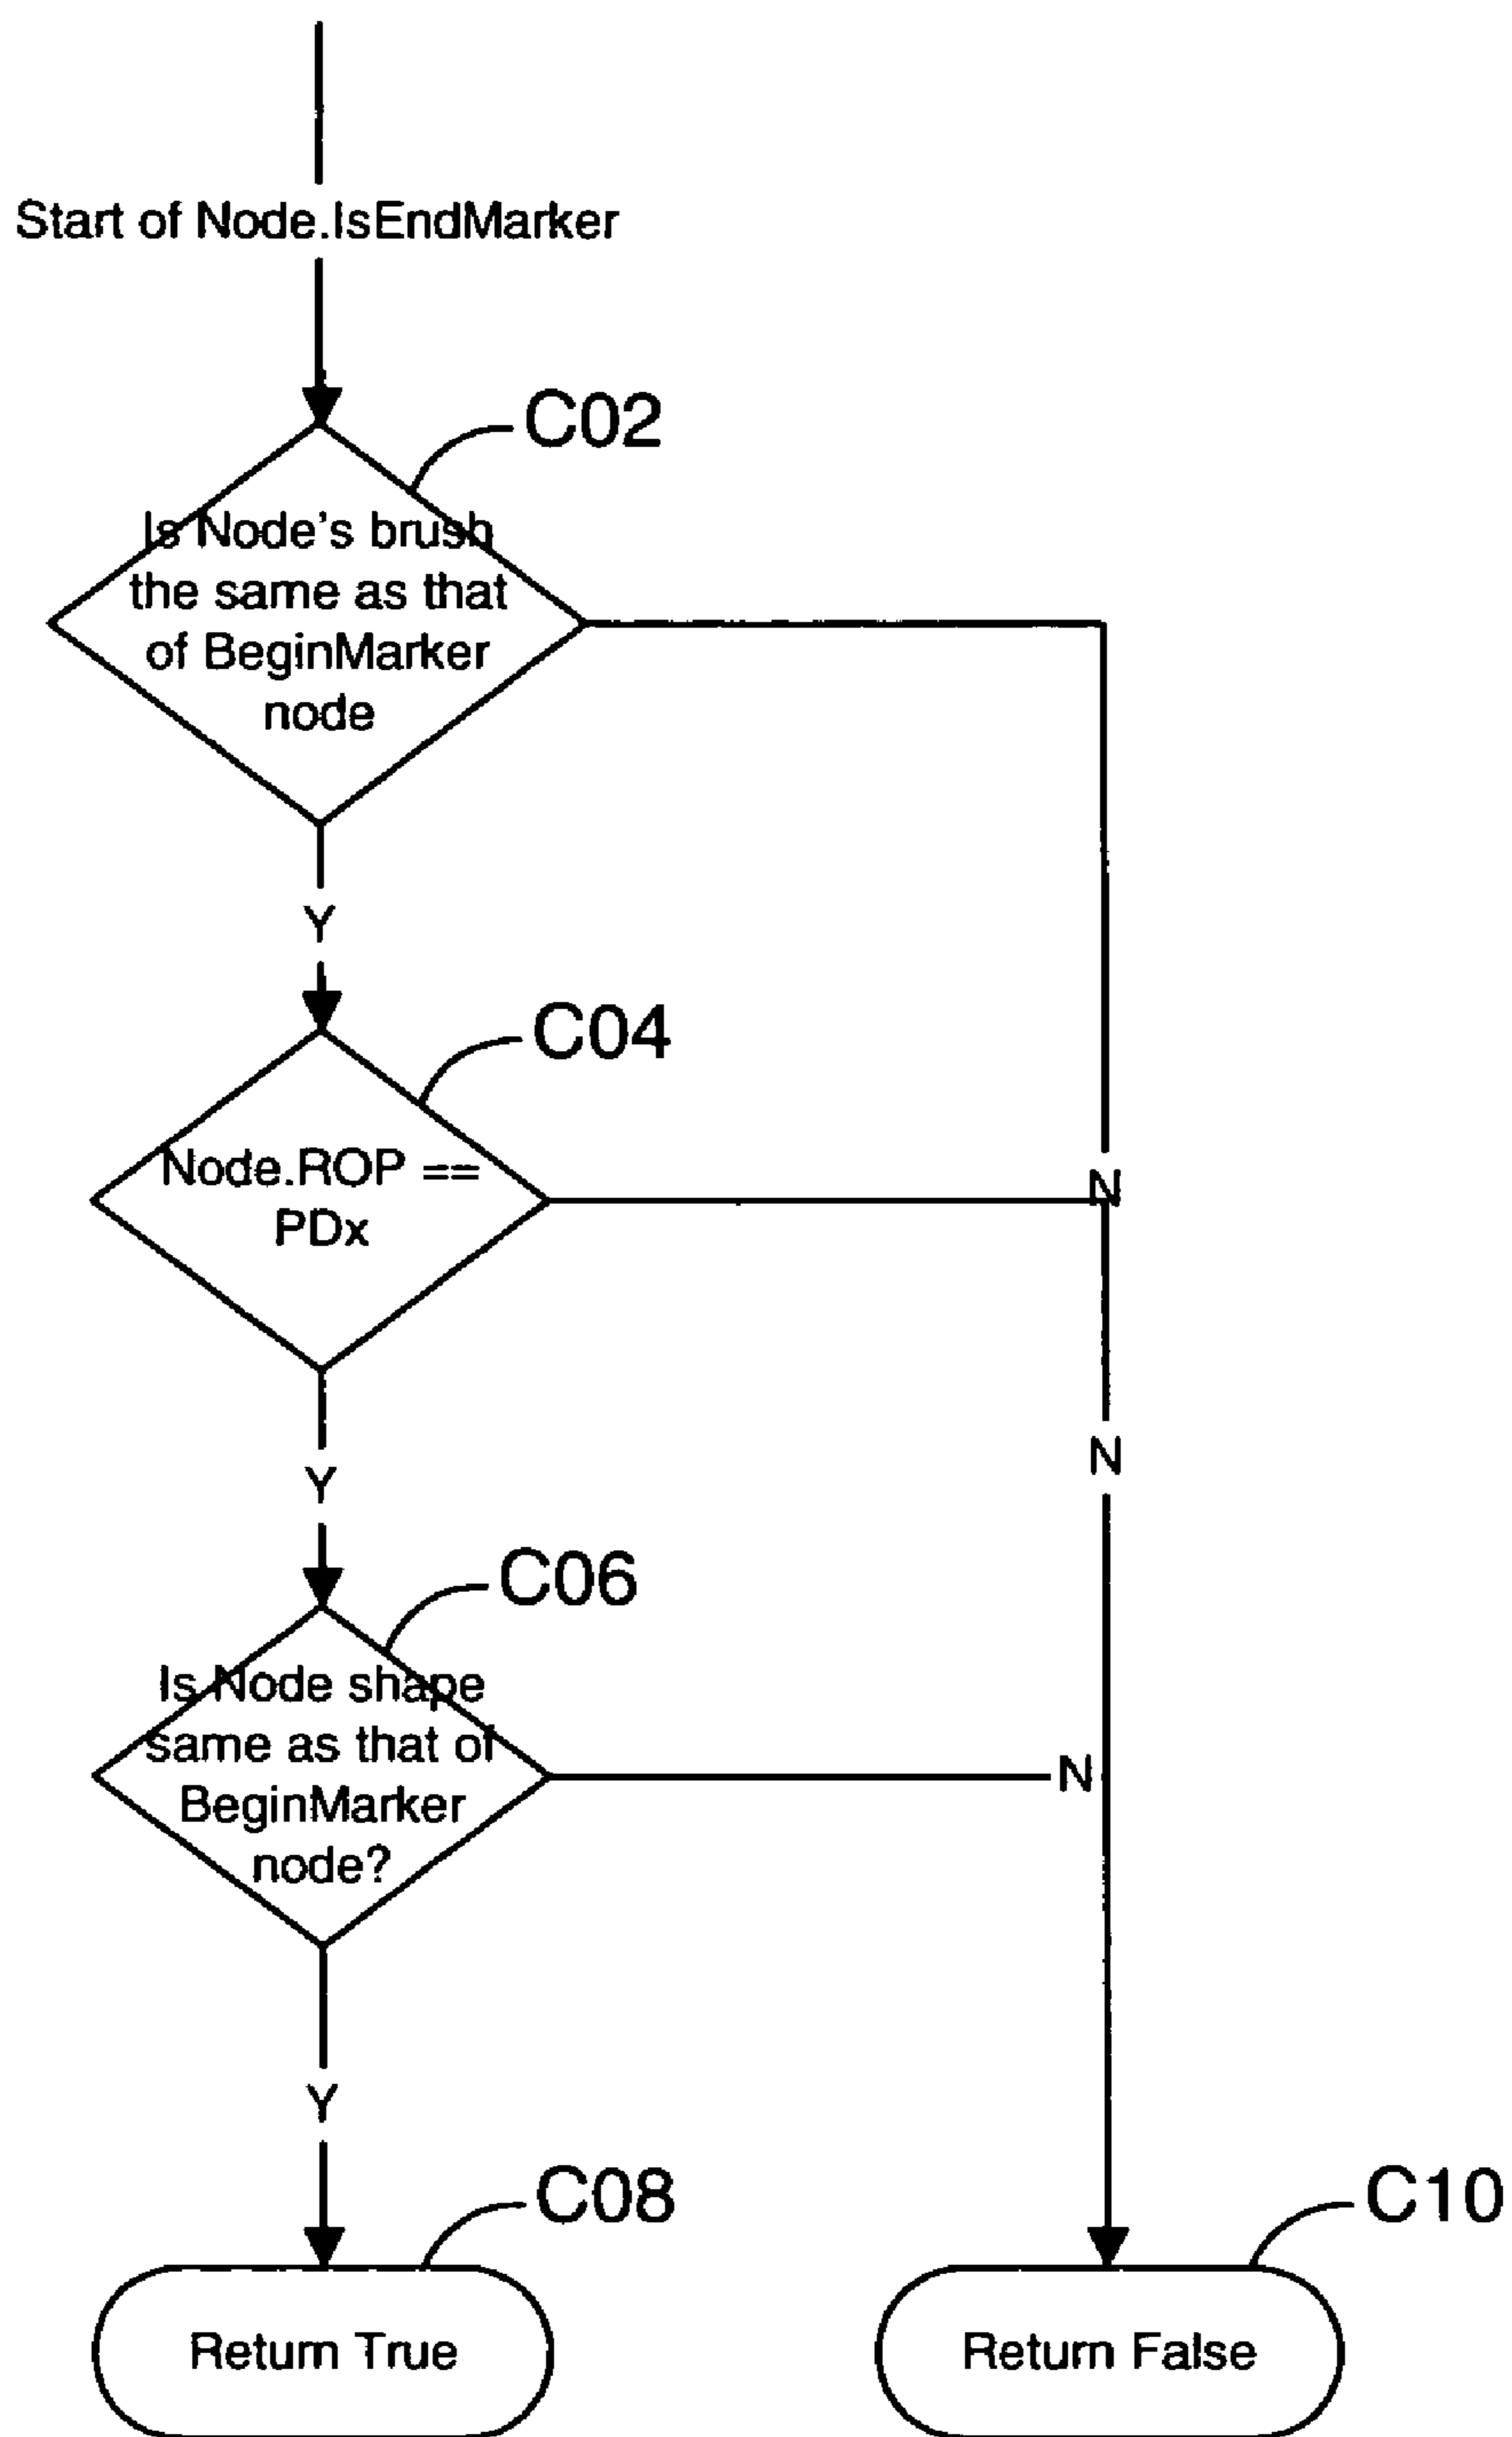 Start of Node.IsEndMarker
C02
Is Node's brush
the same as that
of BeginMarker
node
Y
C04
Node.ROP ==
PDx
N
N
Y
C06
Is Node shape
same as that of
BeginMarker
node?
N
Y
C08
C10
Return True
Return False